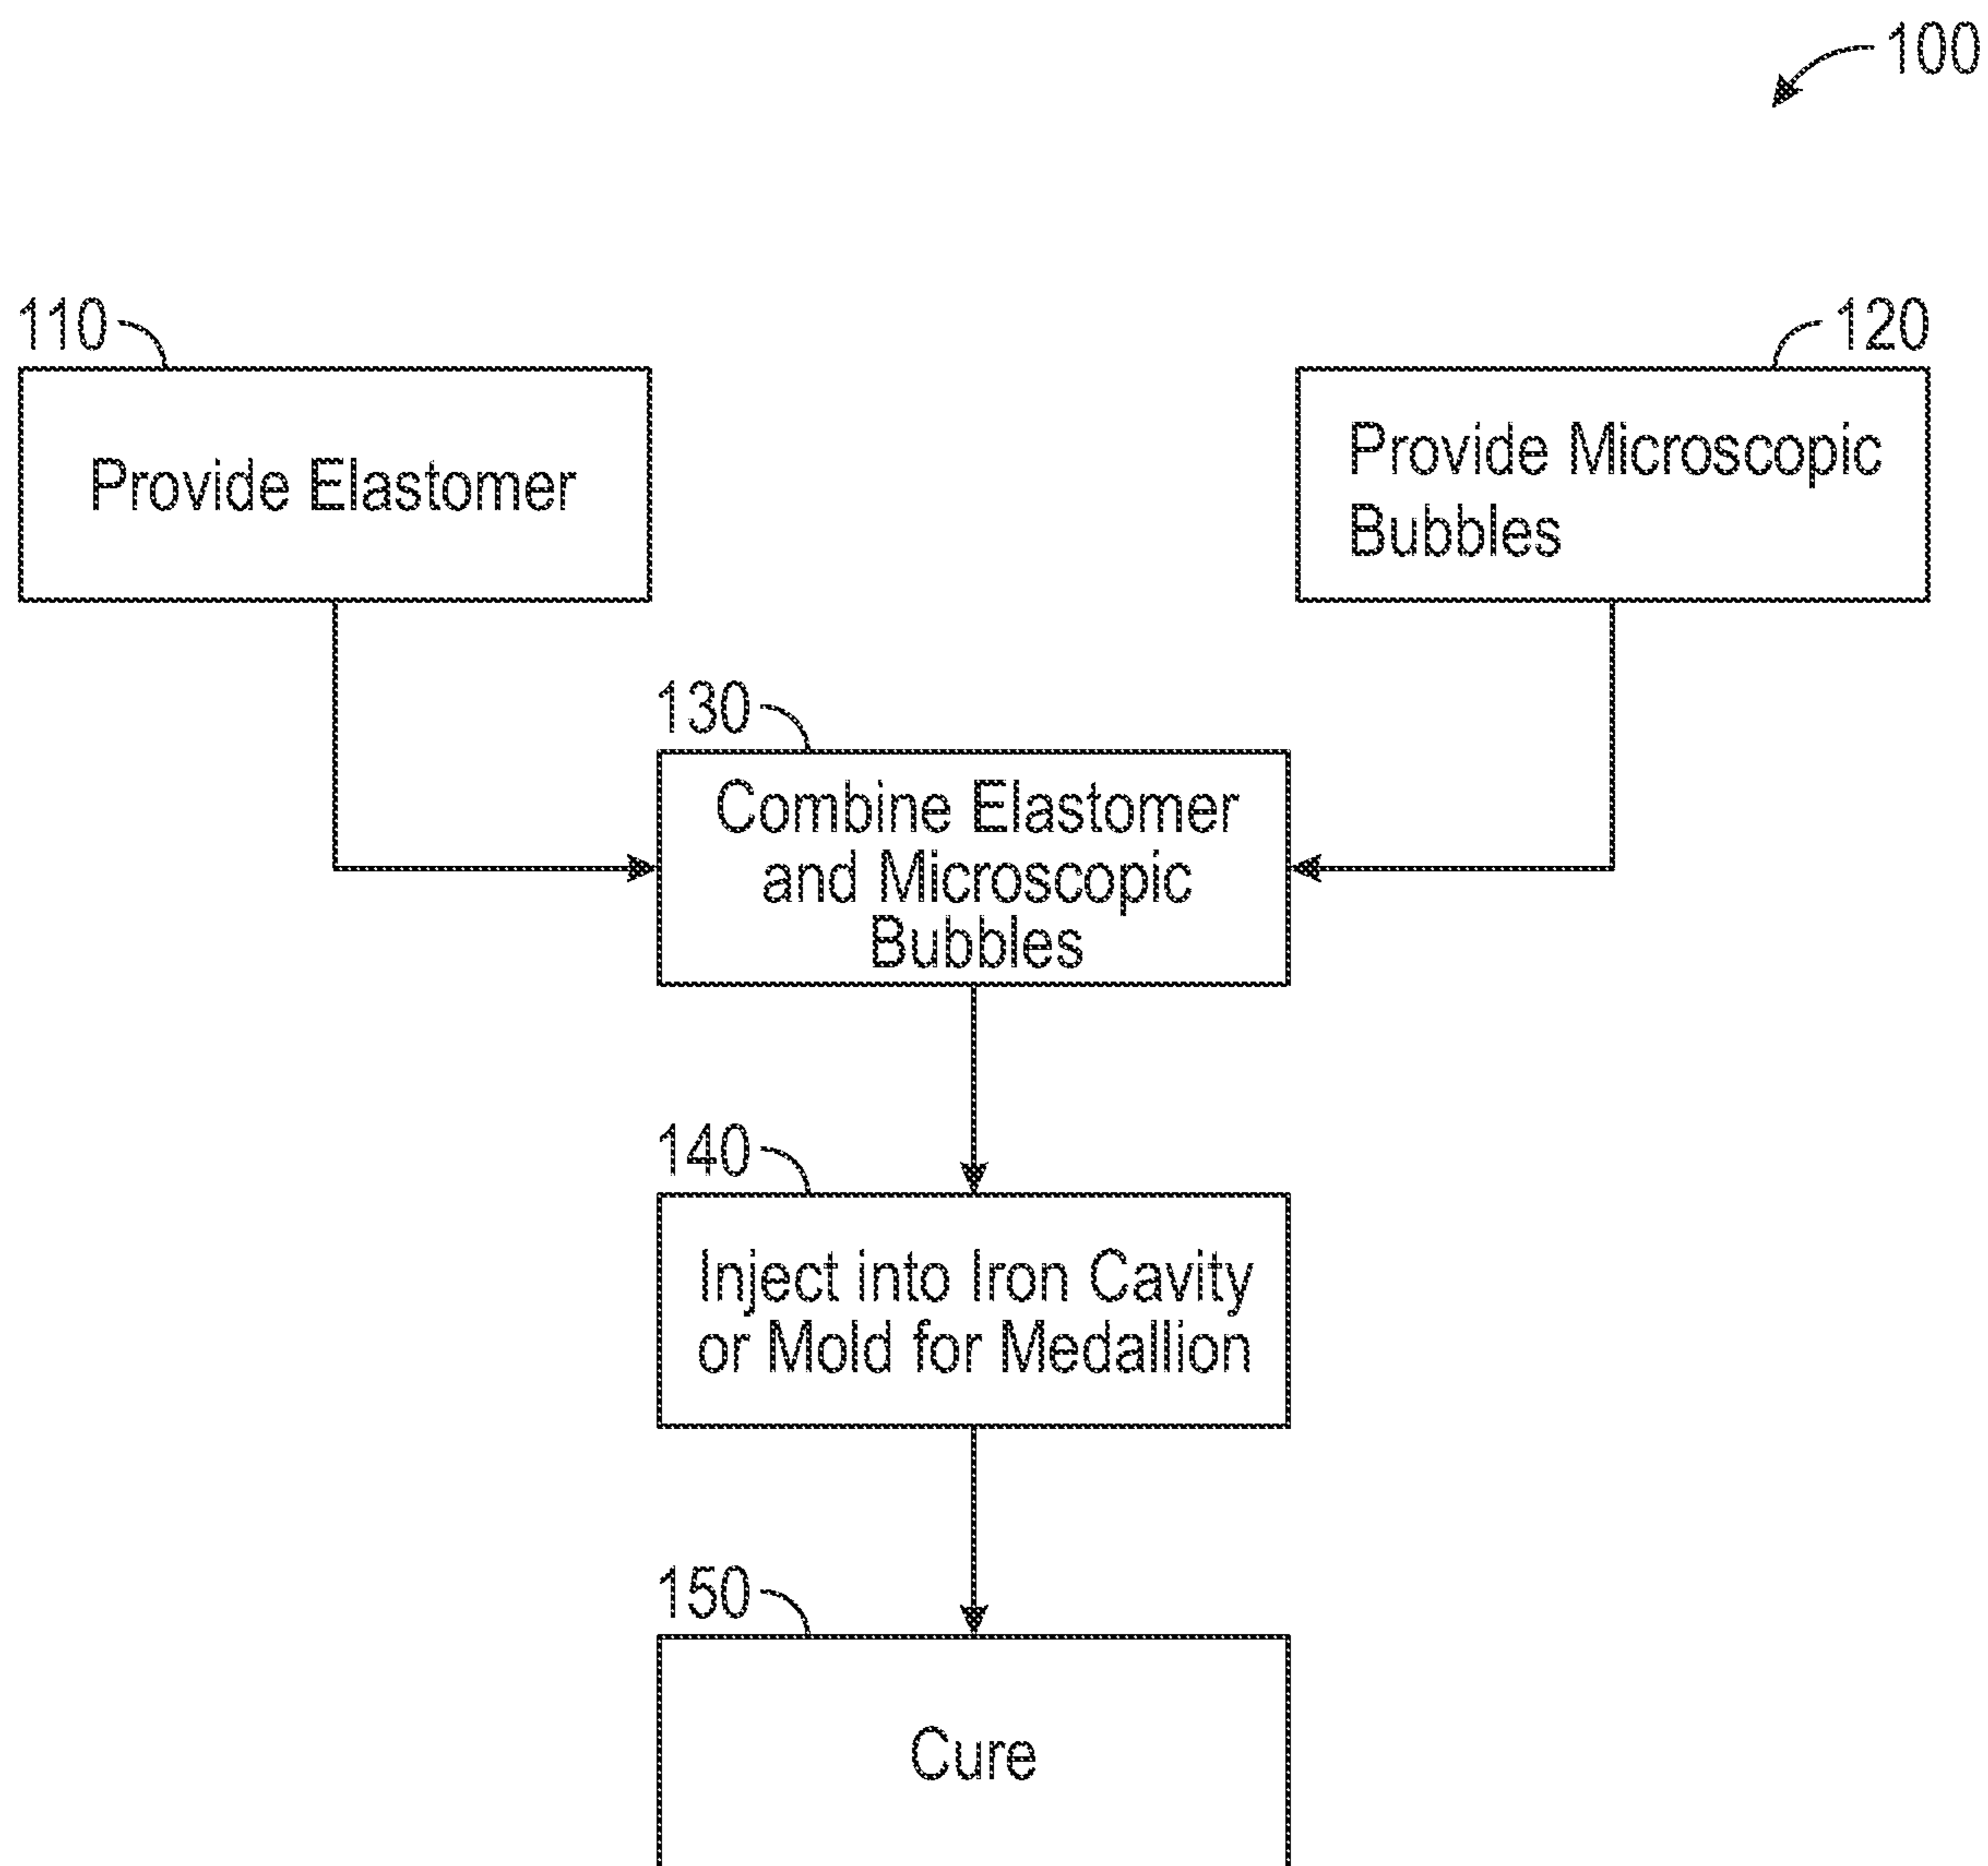 100
110
Provide Elastomer
120
Provide Microscopic
Bubbles
130
Combine Elastomer
and Microscopic
Bubbles
140
Inject into Iron Cavity
or Mold for Medallion
150
Cure